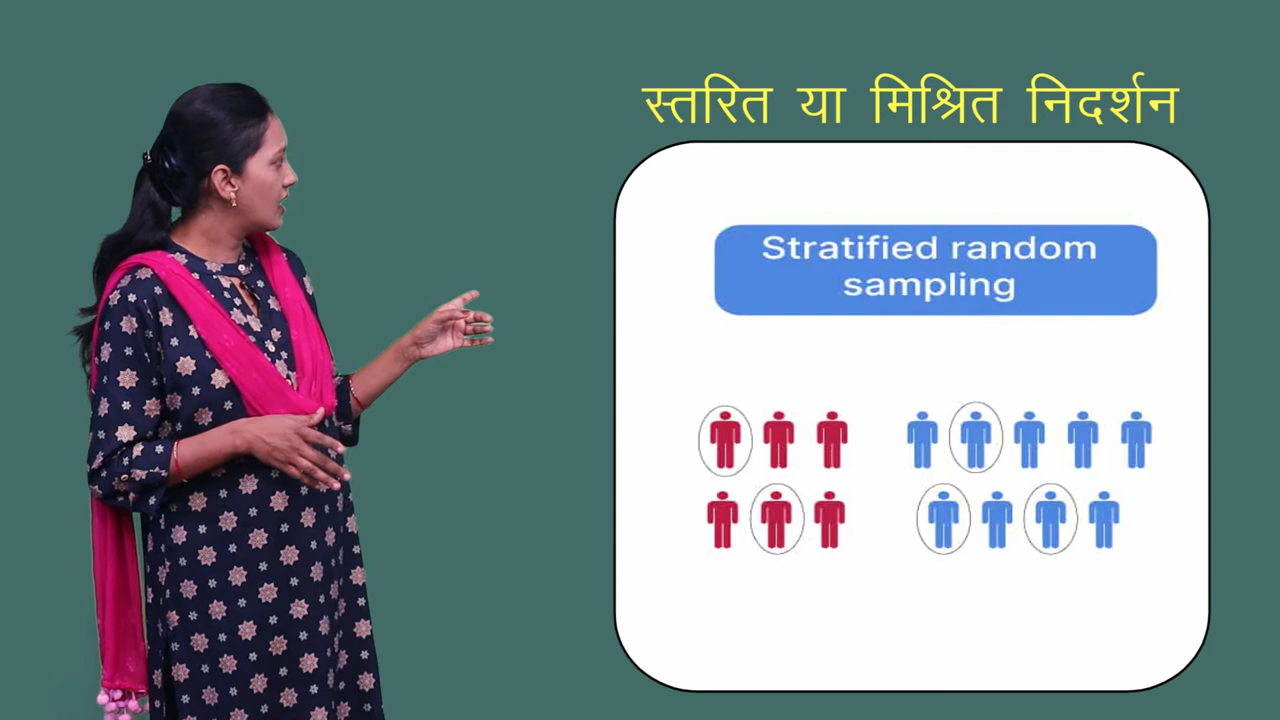 स्तरित या मिश्रित निदर्शन
Stratified random
sampling